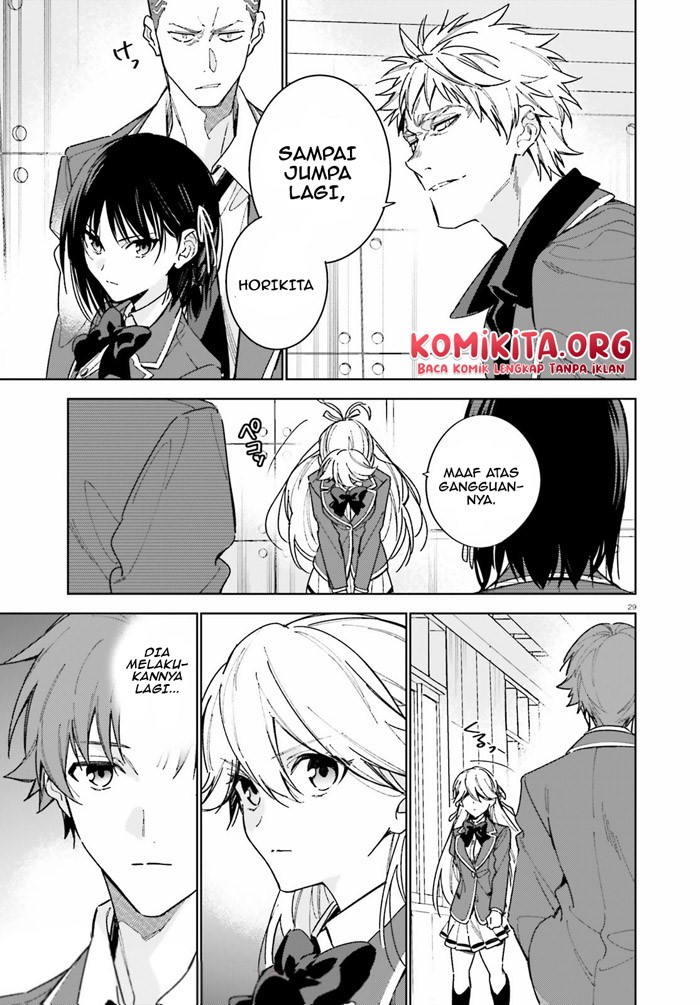 けっ
SAMPAI
JUMPA
LAGI,
HORIKITA
KOMIKITA.ORG
BACA KOMIK LENGKAP TANPA IKLAN
ペコッ
MAAF ATAS
GANGGUAN-
NYA.
29
くるっ
DIA
MELAKU-
KANNYA
LAGI...